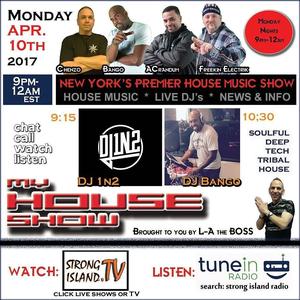 MONDAY
APR.
10TH
2017
CHENZO
BANGO
ACRANDUM
FREEKIN ELECTRIK
MONDAY
NIGHTS
9PM-12AM
9PM-
12AM EST
NEW YORK'S PREMIER HOUSE MUSIC SHOW
HOUSE MUSIC * LIVE DJ's * NEWS & INFO
9:15
10;30
chat
call
watch
listen
DJ1N2
DJ 1N2
DJ BANGO
SOULFUL
DEEP
TECH
TRIBAL
HOUSE
MY
HOUSE
SHOW
BROUGHT TO YOU BY L-A THE BOSS
WATCH:
STRONG
ISLAND.TV
CLICK LIVE SHOWS OR TV
LISTEN:
tunein
RADIO
search: strong island radio